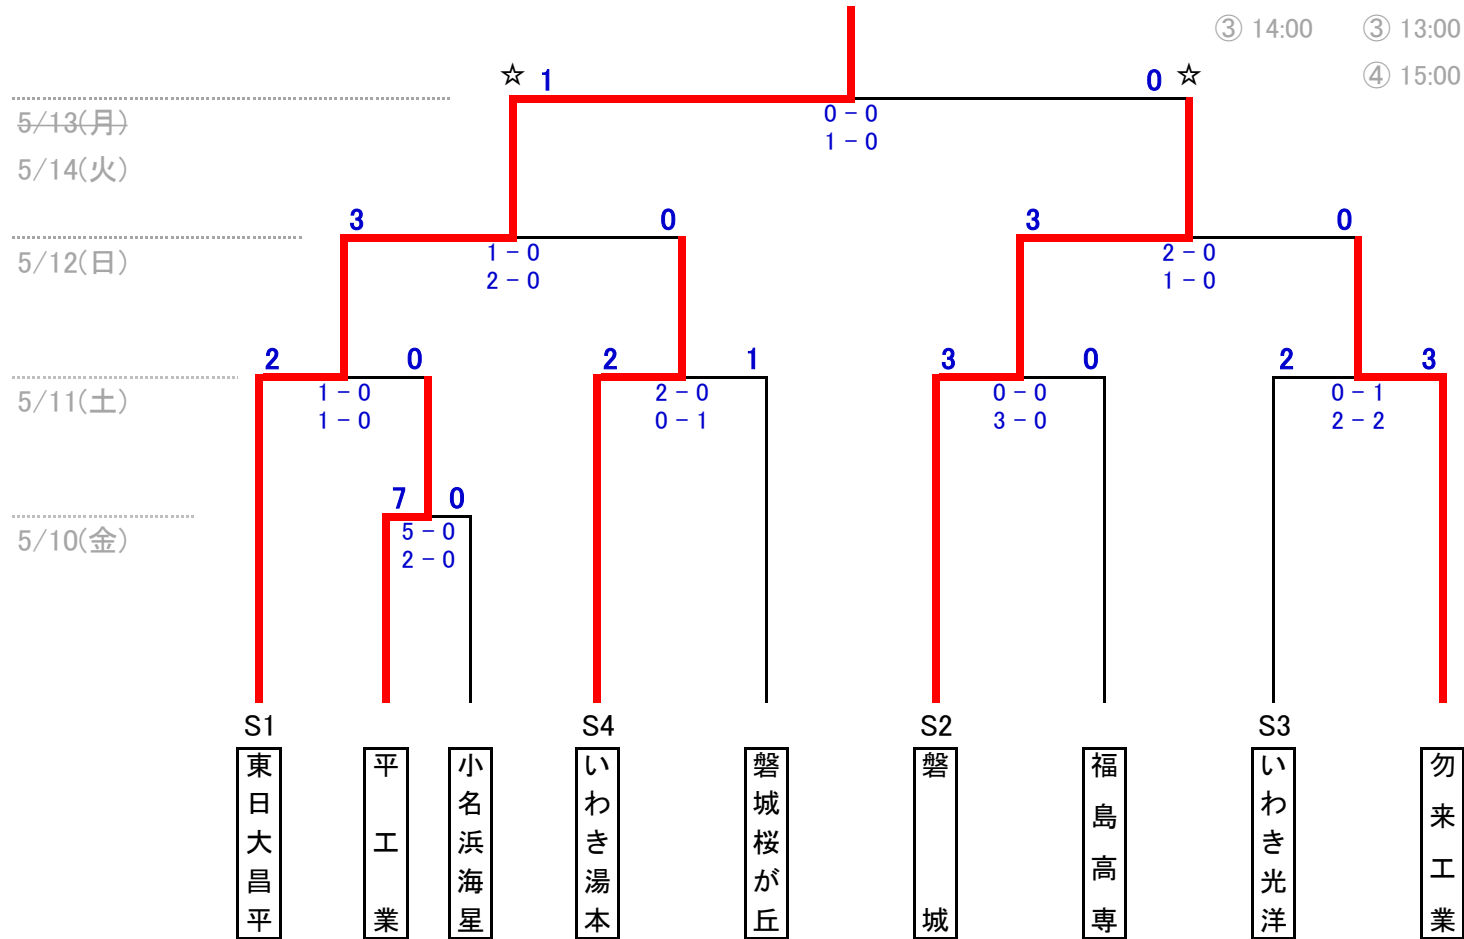 ③ 14:00 ③ 13:00
☆ 1 0 ☆ ④ 15:00
5/13(月) 0 − 0
1 − 0
5/14(火)
3 0 3 0
5/12(日) 1 − 0 2 − 0
2 − 0 1 − 0
2 0 2 1 3 0 2 3
5/11(土) 1 − 0 2 − 0 0 − 0 0 − 1
1 − 0 0 − 1 3 − 0 2 − 2
7 0
5/10(金) 5 − 0
2 − 0
S1 S4 S2 S3
東日大昌平
平工業
小名浜海星
いわき湯本
磐城桜が丘
磐城
福島高専
いわき光洋
勿来工業